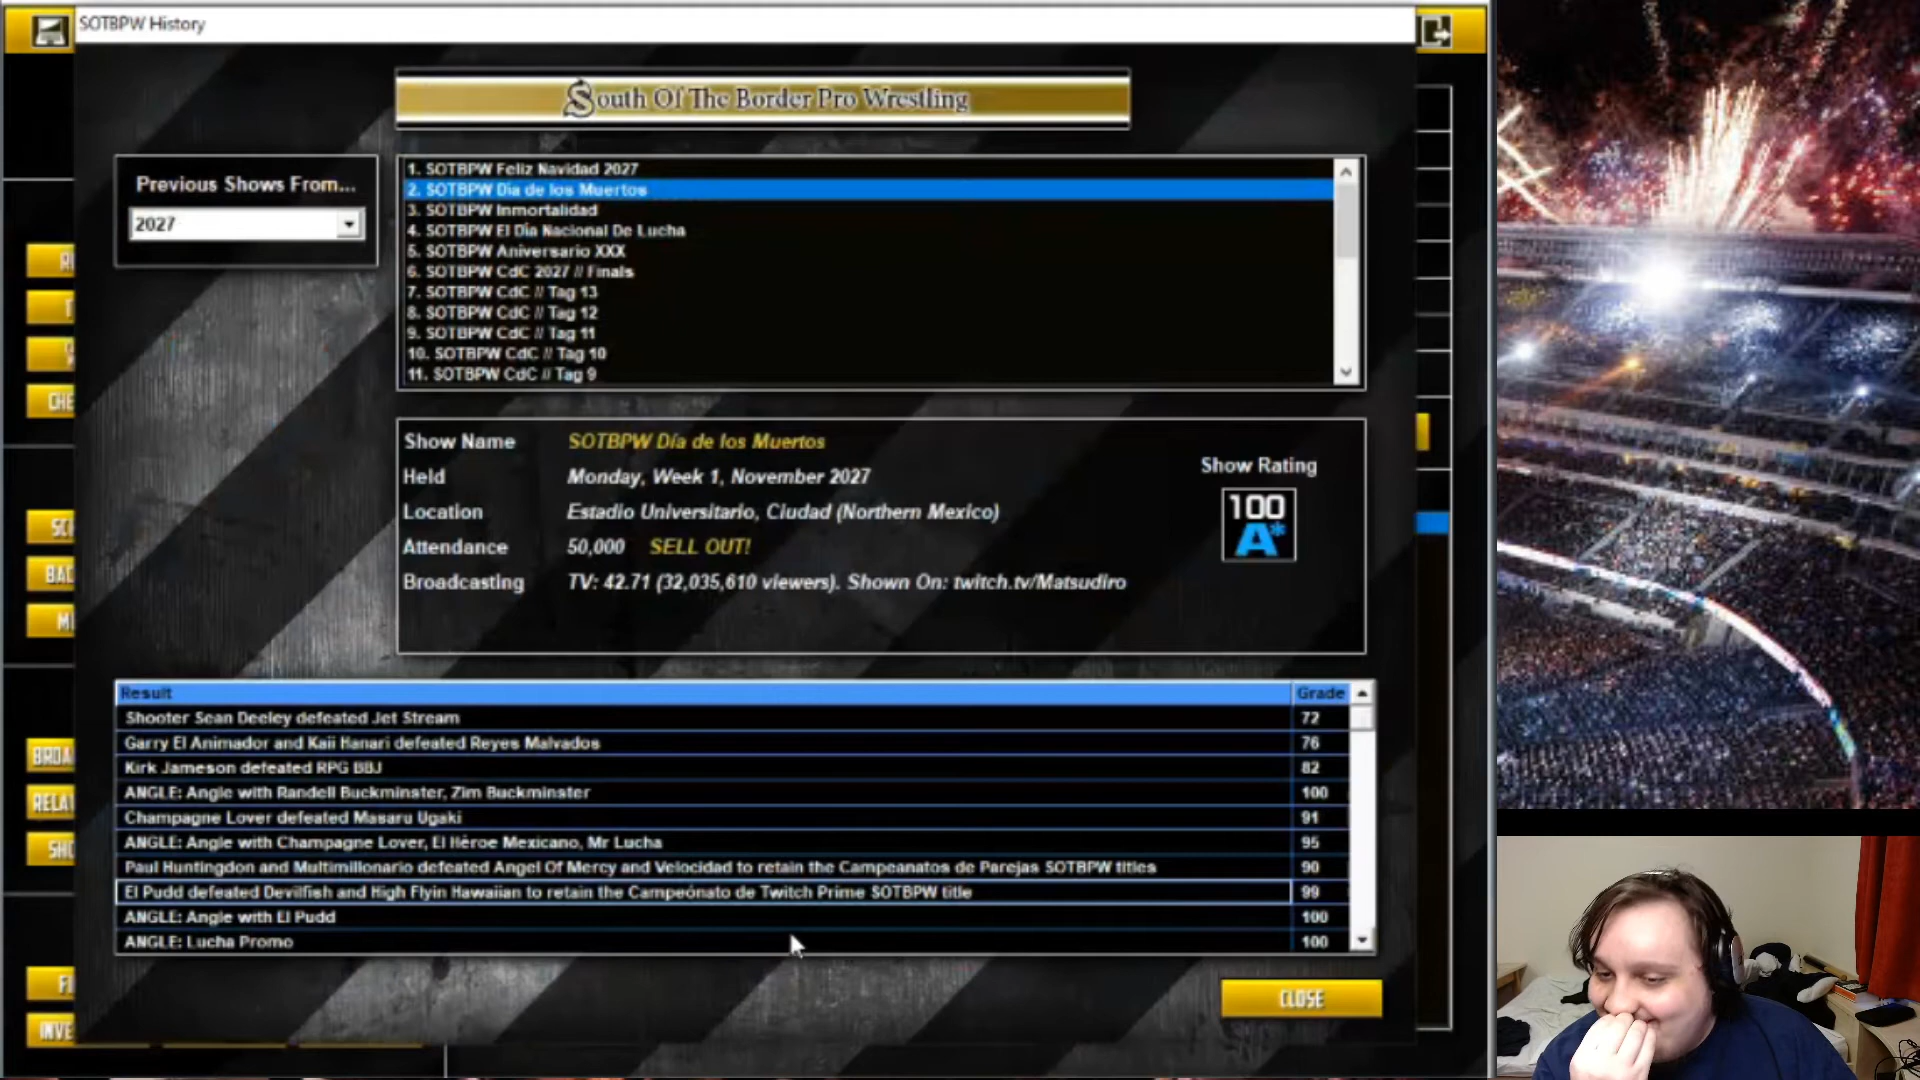 SOTBPW History
South Of The Border Pro Wrestling
Previous Shows From...
2027
1. SOTBPW Feliz Navidad 2027
2. SOTBPW Día de los Muertos
3. SOTBPW Inmortalidad
4. SOTBPW El Día Nacional De Lucha
5. SOTBPW Aniversario XXX
6. SOTBPW CdC 2027 // Finals
7. SOTBPW CdC // Tag 13
8. SOTBPW CdC // Tag 12
9. SOTBPW CdC // Tag 11
10. SOTBPW CdC // Tag 10
11. SOTBPW CdC // Tag 9
Show Name SOTBPW Día de los Muertos
Held Monday, Week 1, November 2027
Location Estadio Universitario, Ciudad (Northern Mexico)
Attendance 50,000 SELL OUT!
Broadcasting TV: 42.71 (32,035,610 viewers). Shown On: twitch.tv/Matsudiro
Show Rating
100
A*
Result Grade
Shooter Sean Deeley defeated Jet Stream 72
Garry El Animador and Kaii Hanari defeated Reyes Malvados 76
Kirk Jameson defeated RPG BBJ 82
ANGLE: Angle with Randell Buckminster, Zim Buckminster 100
Champagne Lover defeated Masaru Ugaki 91
ANGLE: Angle with Champagne Lover, El Héroe Mexicano, Mr Lucha 95
Paul Huntingdon and Multimillonario defeated Angel Of Mercy and Velocidad to retain the Campeanatos de Parejas SOTBPW titles 90
El Pudd defeated Devilfish and High Flyin Hawaiian to retain the Campeónato de Twitch Prime SOTBPW title 99
ANGLE: Angle with El Pudd 100
ANGLE: Lucha Promo 100
CLOSE
CHE
SC
BAC
M
BROA
RELA
SHO
F
INVE